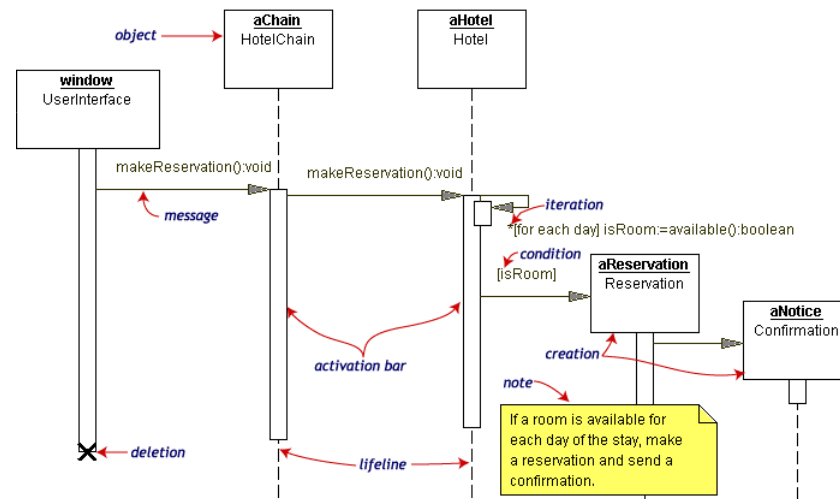 object
aChain
HotelChain
aHotel
Hotel
window
UserInterface
makeReservation():void
makeReservation():void
message
iteration
*[for each day] isRoom:=available():boolean
condition
[isRoom]
aReservation
Reservation
aNotice
Confirmation
activation bar
creation
note
If a room is available for
each day of the stay, make
a reservation and send a
confirmation.
deletion
lifeline